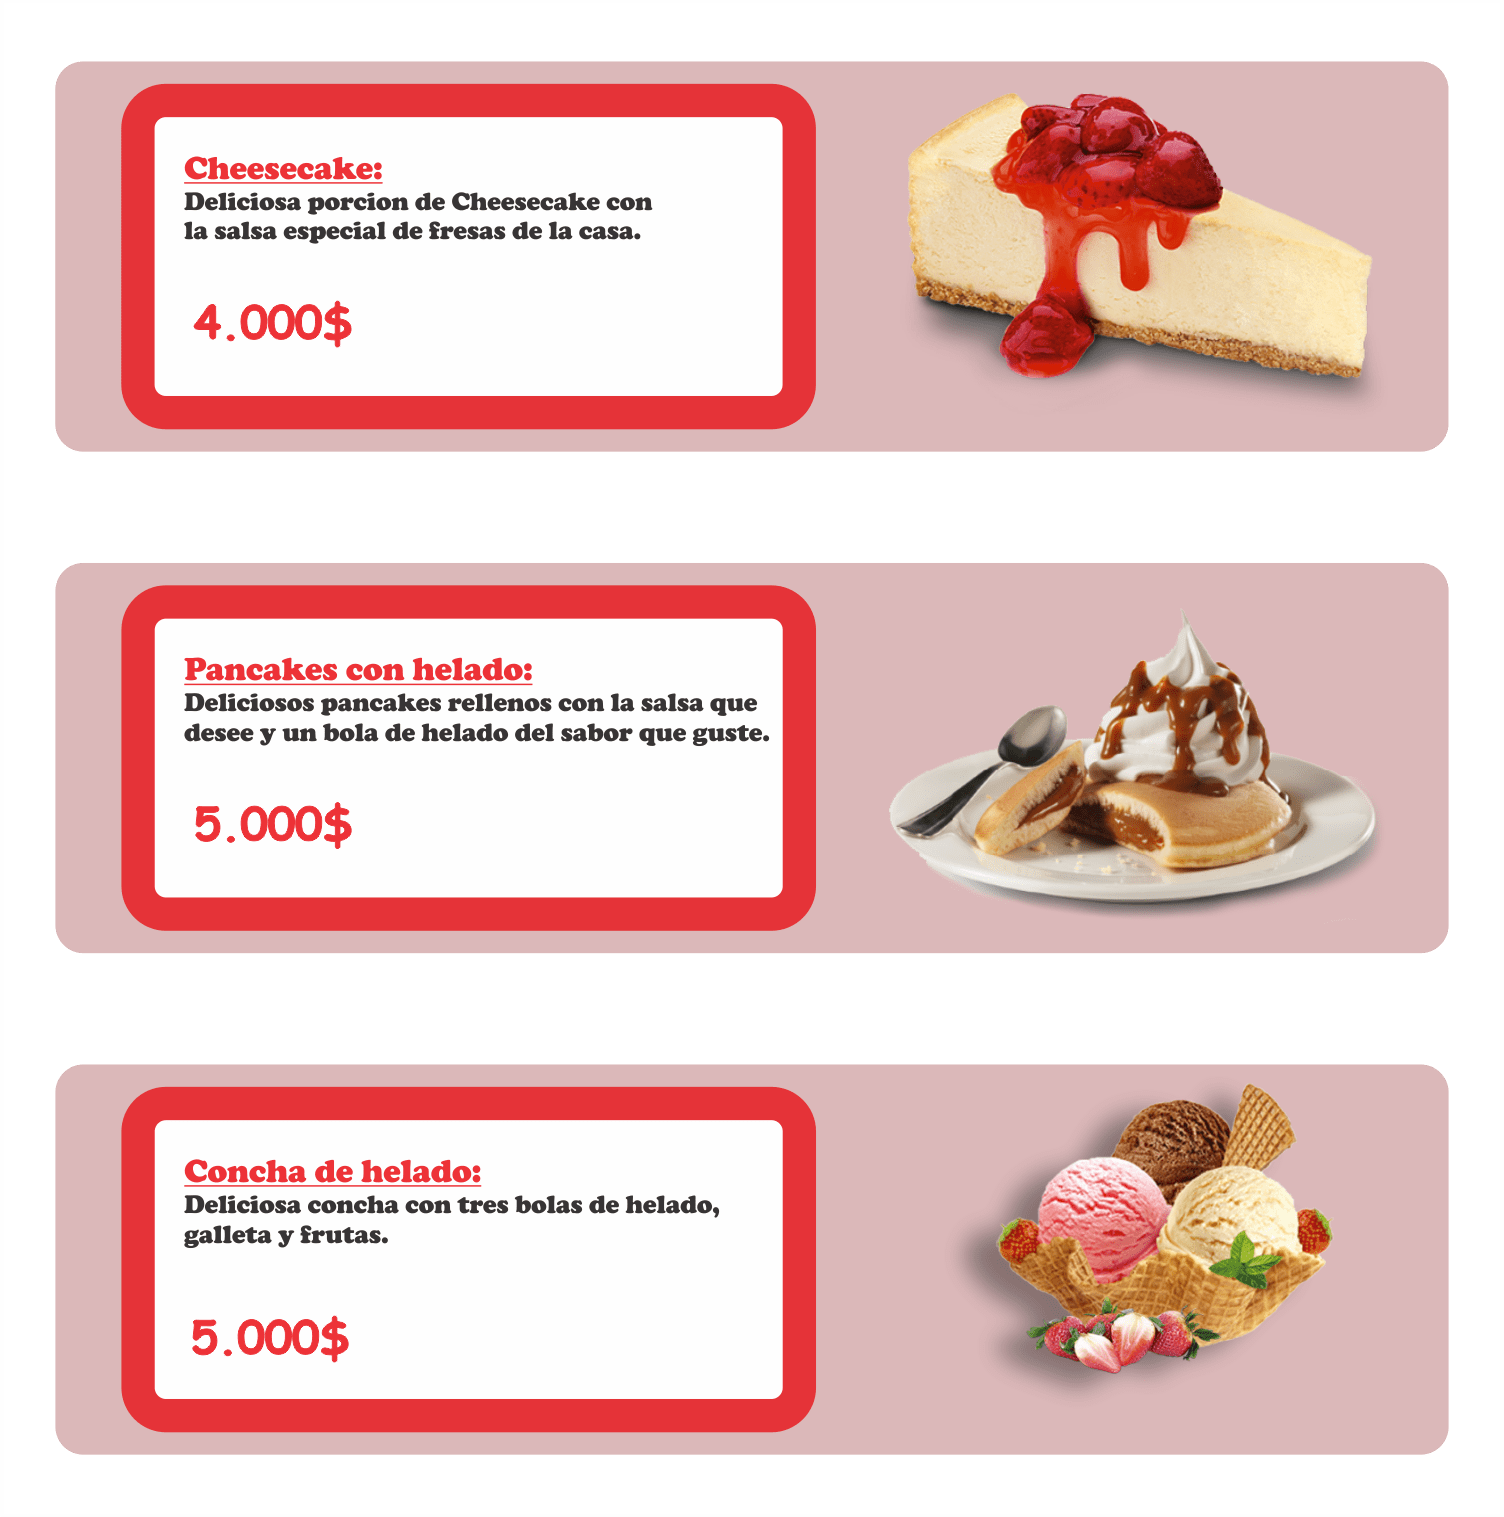 Cheesecake:
Deliciosa porcion de Cheesecake con
la salsa especial de fresas de la casa.
4.000$
Pancakes con helado:
Deliciosos pancakes rellenos con la salsa que
desee y un bola de helado del sabor que guste.
5.000$
Concha de helado:
Deliciosa concha con tres bolas de helado,
galleta y frutas.
5.000$